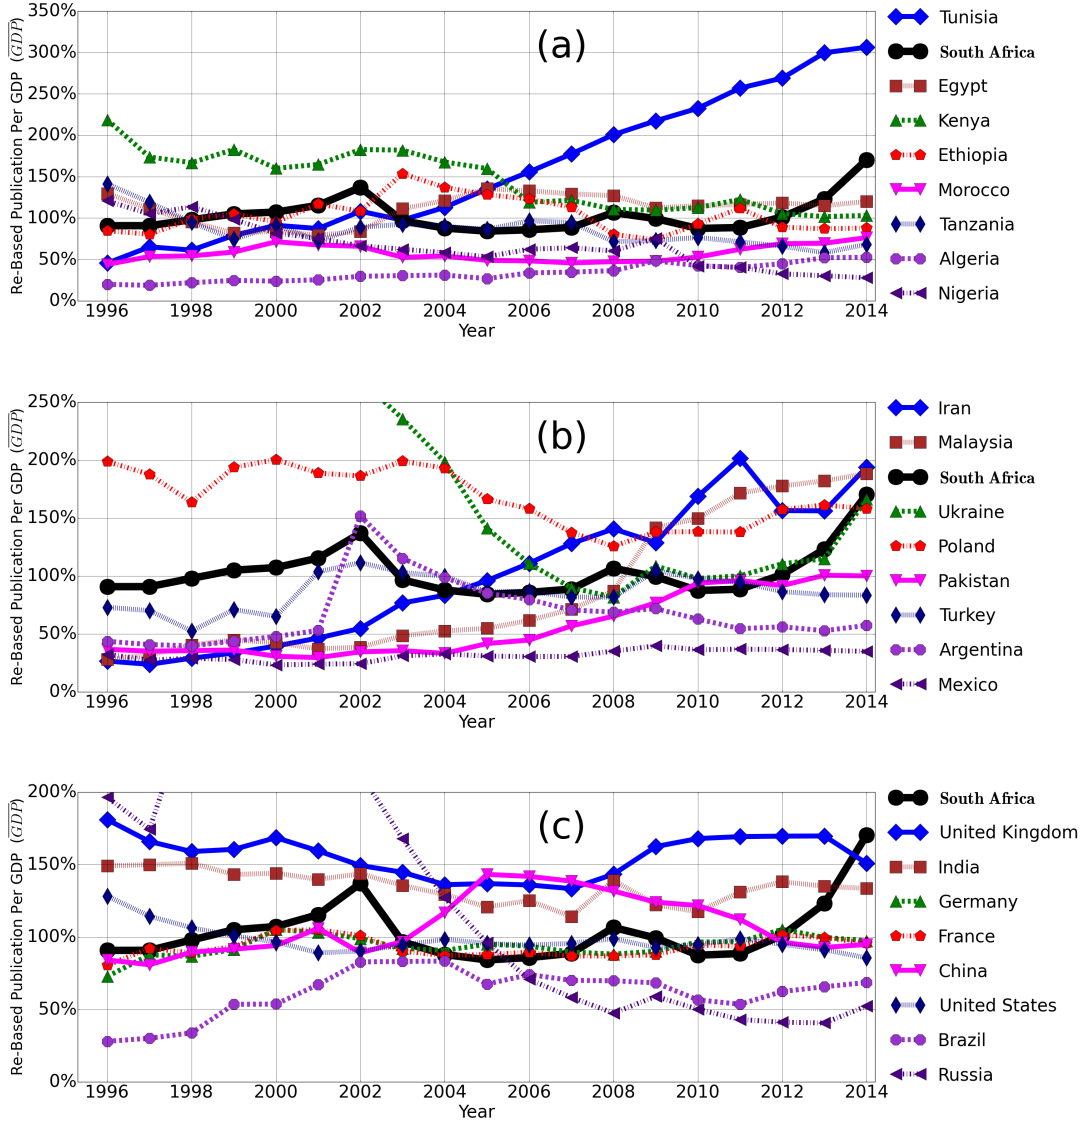 350%
300%
250%
200%
150%
100%
50%
0%
Re-Based Publication Per GDP (GDP)
(a)
1996 1998 2000 2002 2004 2006 2008 2010 2012 2014
Year
Tunisia
South Africa
Egypt
Kenya
Ethiopia
Morocco
Tanzania
Algeria
Nigeria
250%
200%
150%
100%
50%
0%
Re-Based Publication Per GDP (GDP)
(b)
1996 1998 2000 2002 2004 2006 2008 2010 2012 2014
Year
Iran
Malaysia
South Africa
Ukraine
Poland
Pakistan
Turkey
Argentina
Mexico
200%
150%
100%
50%
0%
Re-Based Publication Per GDP (GDP)
(c)
1996 1998 2000 2002 2004 2006 2008 2010 2012 2014
Year
South Africa
United Kingdom
India
Germany
France
China
United States
Brazil
Russia